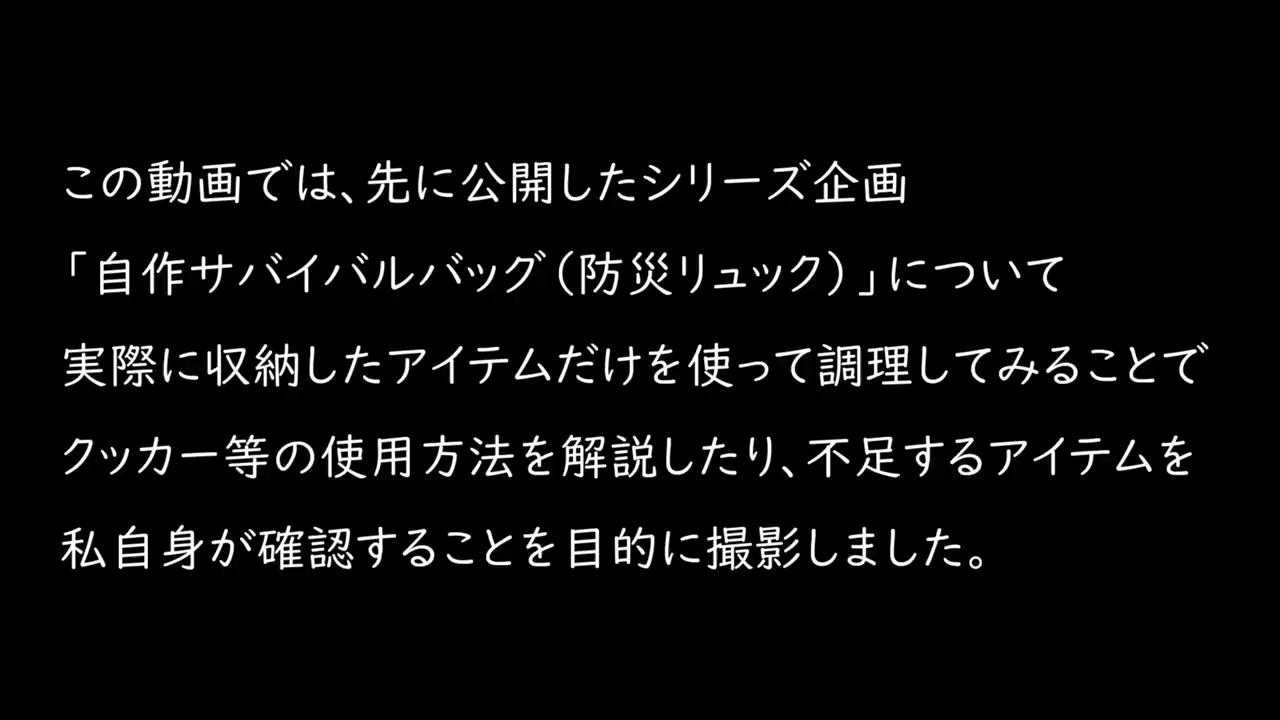 この動画では、先に公開したシリーズ企画
「自作サバイバルバッグ（防災リュック）」について
実際に収納したアイテムだけを使って調理してみることで
クッカー等の使用方法を解説したり、不足するアイテムを
私自身が確認することを目的に撮影しました。